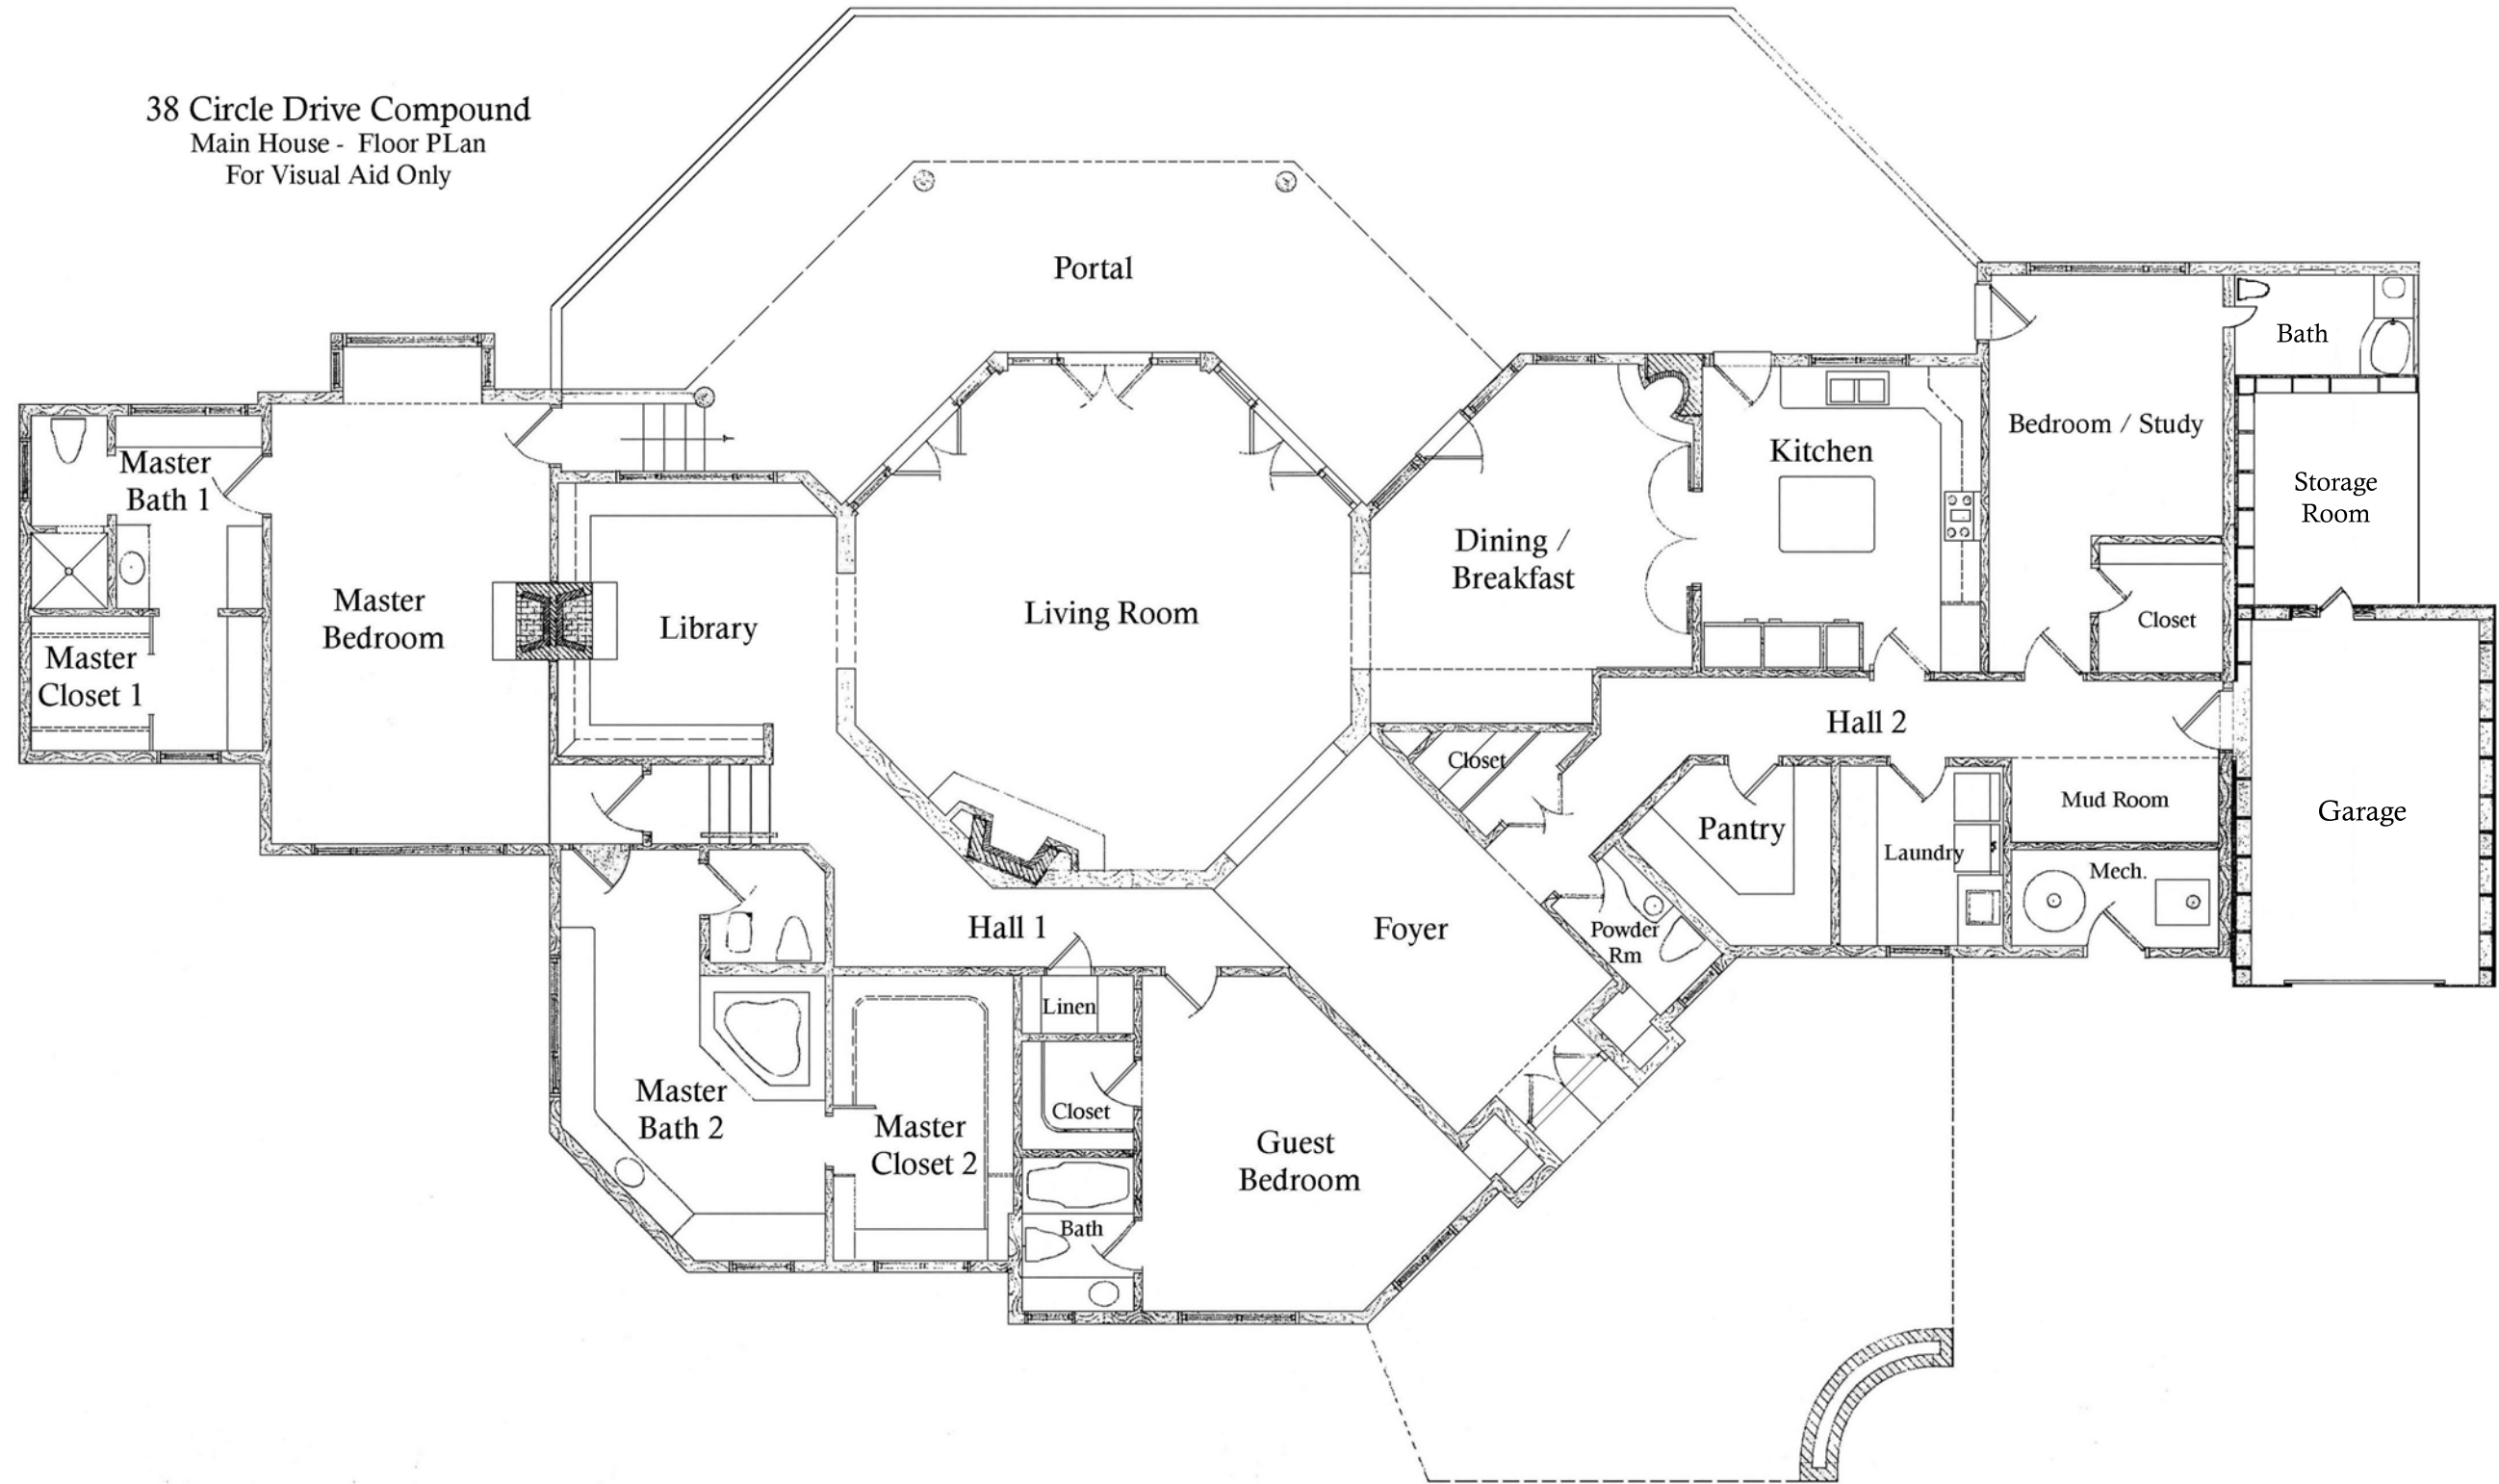 38 Circle Drive Compound
Main House - Floor PLan
For Visual Aid Only
Portal
Bath
Bedroom / Study
Storage
Room
Kitchen
Master
Bath 1
Dining /
Breakfast
Master
Bedroom
Library
Living Room
Closet
Master
Closet 1
Hall 2
Closet
Mud Room
Garage
Pantry
Laundry
Mech.
Hall 1
Foyer
Powder
Rm
Linen
Master
Bath 2
Closet
Master
Closet 2
Guest
Bedroom
Bath